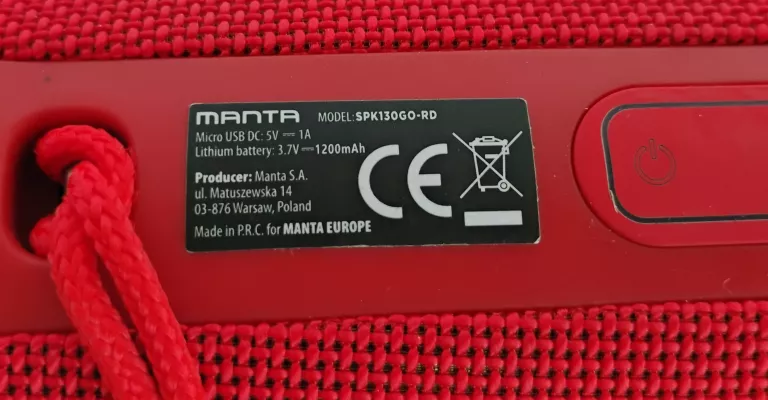 MANTA MODEL: SPK130GO-RD
Micro USB DC: 5V ⎓ 1A
Lithium battery: 3.7V ⎓ 1200mAh
Producer: Manta S.A.
ul. Matuszewska 14
03-876 Warsaw, Poland
Made in P.R.C. for MANTA EUROPE
CE